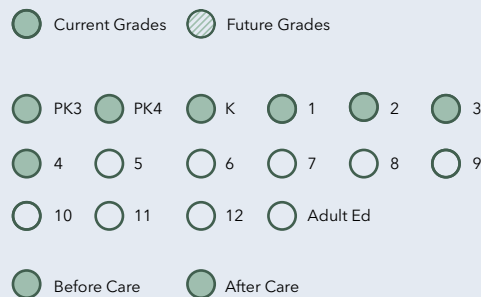 Current Grades Future Grades
PK3 PK4 K 1 2 3
4 5 6 7 8 9
10 11 12 Adult Ed
Before Care After Care